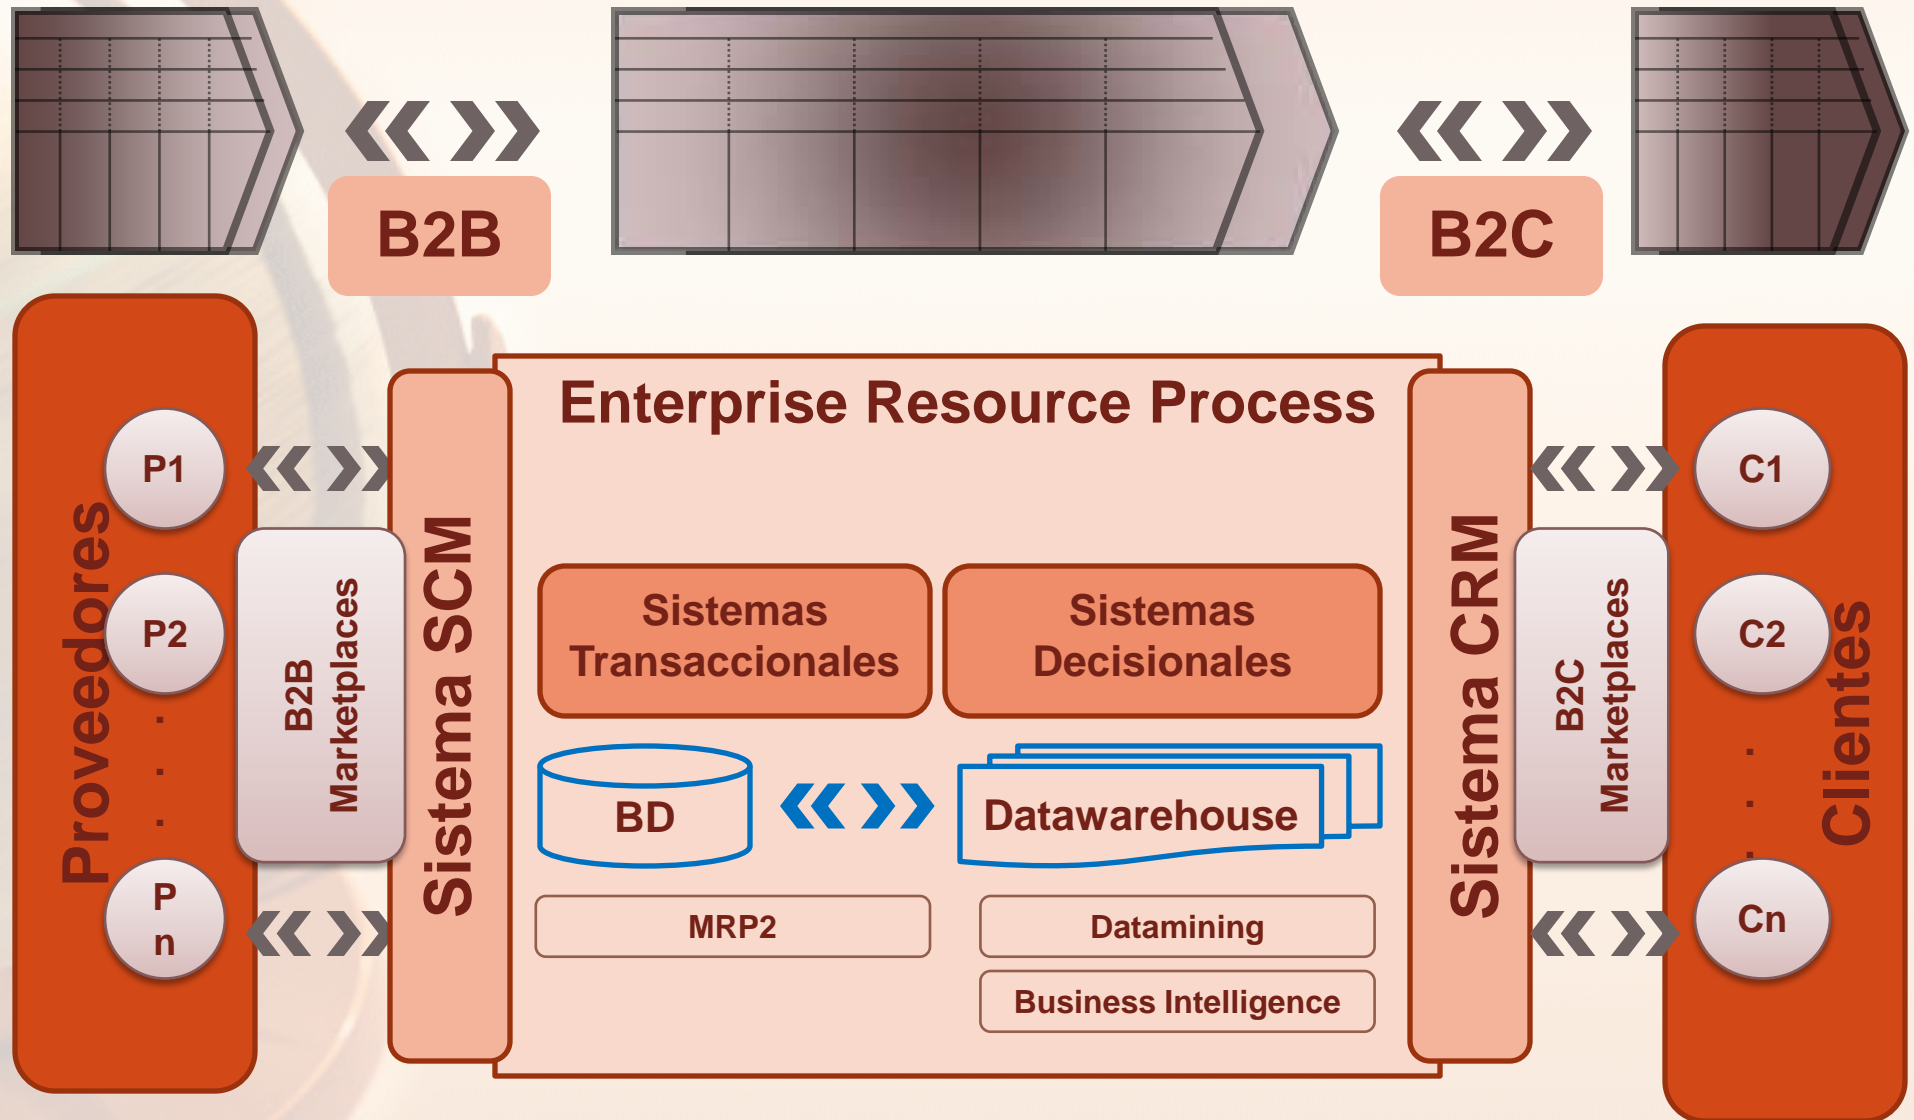 B2B
B2C
Proveedores
P1
P2
.
.
.
P
n
B2B
Marketplaces
Sistema SCM
Enterprise Resource Process
Sistemas
Transaccionales
Sistemas
Decisionales
BD
Datawarehouse
MRP2
Datamining
Business Intelligence
Sistema CRM
B2C
Marketplaces
C1
C2
.
.
.
Cn
Clientes